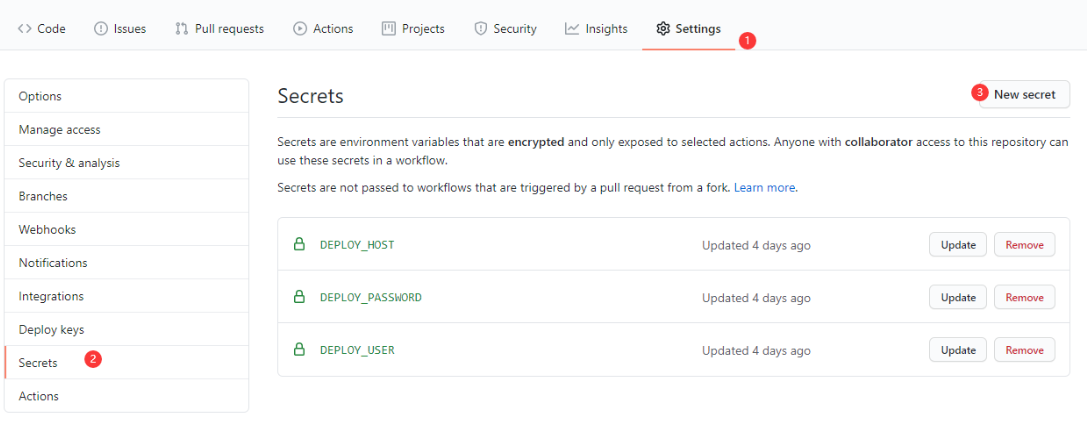 Code Issues Pull requests Actions Projects Security Insights Settings 1
Options
Manage access
Security & analysis
Branches
Webhooks
Notifications
Integrations
Deploy keys
Secrets 2
Actions
Secrets 3 New secret
Secrets are environment variables that are encrypted and only exposed to selected actions. Anyone with collaborator access to this repository can
use these secrets in a workflow.
Secrets are not passed to workflows that are triggered by a pull request from a fork. Learn more.
DEPLOY_HOST Updated 4 days ago Update Remove
DEPLOY_PASSWORD Updated 4 days ago Update Remove
DEPLOY_USER Updated 4 days ago Update Remove